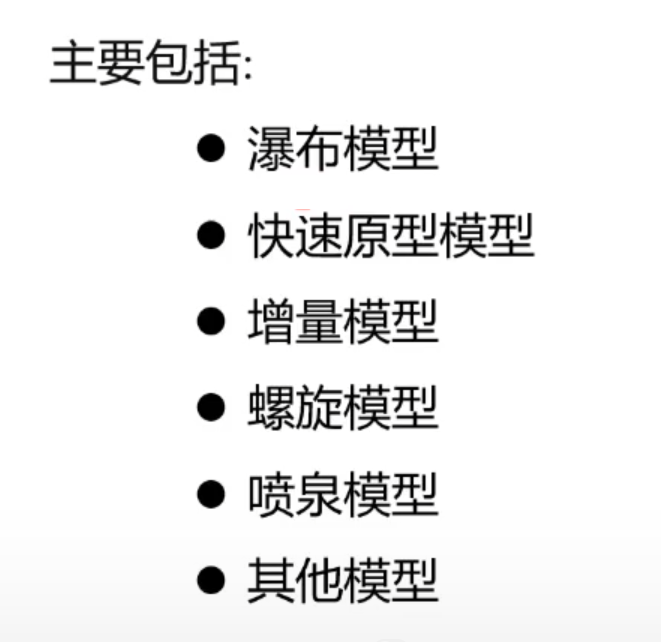 主要包括:
● 瀑布模型
● 快速原型模型
● 增量模型
● 螺旋模型
● 喷泉模型
● 其他模型